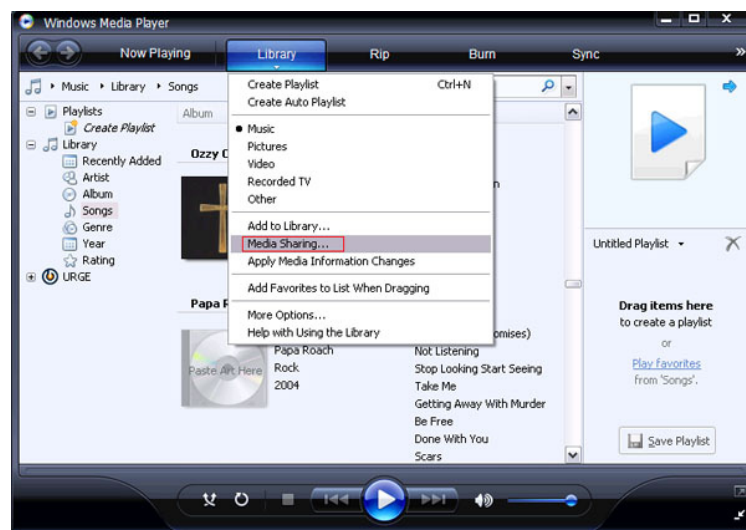 Windows Media Player
Now Playing
Library
Rip
Burn
Sync
Music ▸ Library ▸ Songs
Playlists
Create Playlist
Library
Recently Added
Artist
Album
Songs
Genre
Year
Rating
URGE
Album
Ozzy
Papa
Create Playlist Ctrl+N
Create Auto Playlist
Music
Pictures
Video
Recorded TV
Other
Add to Library...
Media Sharing...
Apply Media Information Changes
Add Favorites to List When Dragging
More Options...
Help with Using the Library
Paste Art Here
Papa Roach
Rock
2004
omises)
Not Listening
Stop Looking Start Seeing
Take Me
Getting Away With Murder
Be Free
Done With You
Scars
Untitled Playlist
Drag items here
to create a playlist
or
Play favorites
from 'Songs'.
Save Playlist